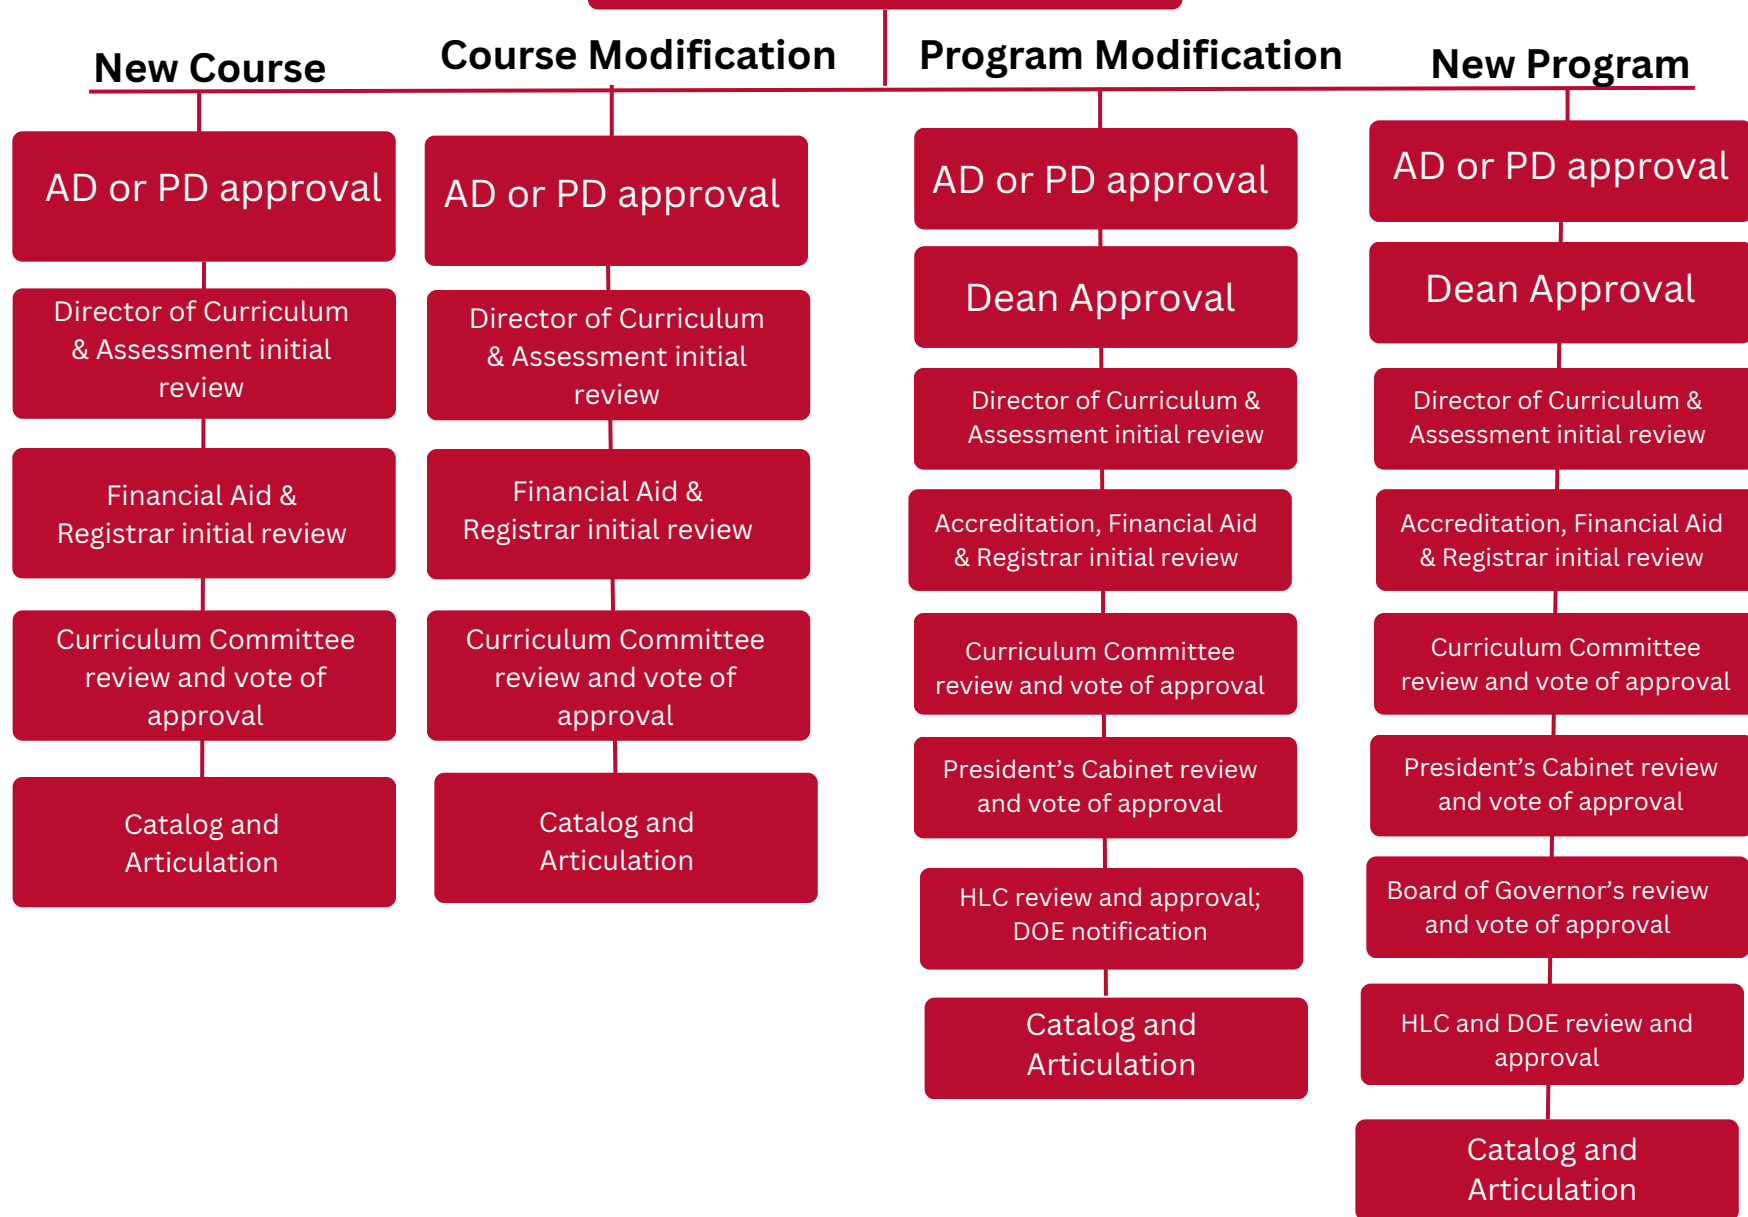 New Course
AD or PD approval
Director of Curriculum
& Assessment initial
review
Financial Aid &
Registrar initial review
Curriculum Committee
review and vote of
approval
Catalog and
Articulation
Course Modification
AD or PD approval
Director of Curriculum
& Assessment initial
review
Financial Aid &
Registrar initial review
Curriculum Committee
review and vote of
approval
Catalog and
Articulation
Program Modification
AD or PD approval
Dean Approval
Director of Curriculum &
Assessment initial review
Accreditation, Financial Aid
& Registrar initial review
Curriculum Committee
review and vote of approval
President’s Cabinet review
and vote of approval
HLC review and approval;
DOE notification
Catalog and
Articulation
New Program
AD or PD approval
Dean Approval
Director of Curriculum &
Assessment initial review
Accreditation, Financial Aid
& Registrar initial review
Curriculum Committee
review and vote of approval
President’s Cabinet review
and vote of approval
Board of Governor’s review
and vote of approval
HLC and DOE review and
approval
Catalog and
Articulation